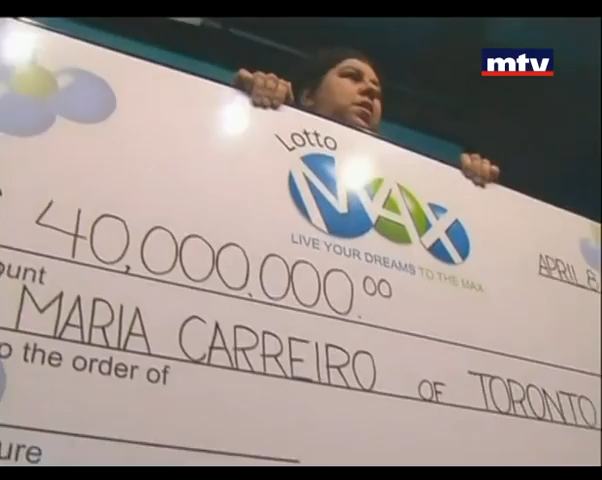 mtv
Lotto
MAX
LIVE YOUR DREAMS TO THE MAX
40,000,000.00
APRIL 8
ount
MARIA CARREIRO OF TORONTO
o the order of
ure